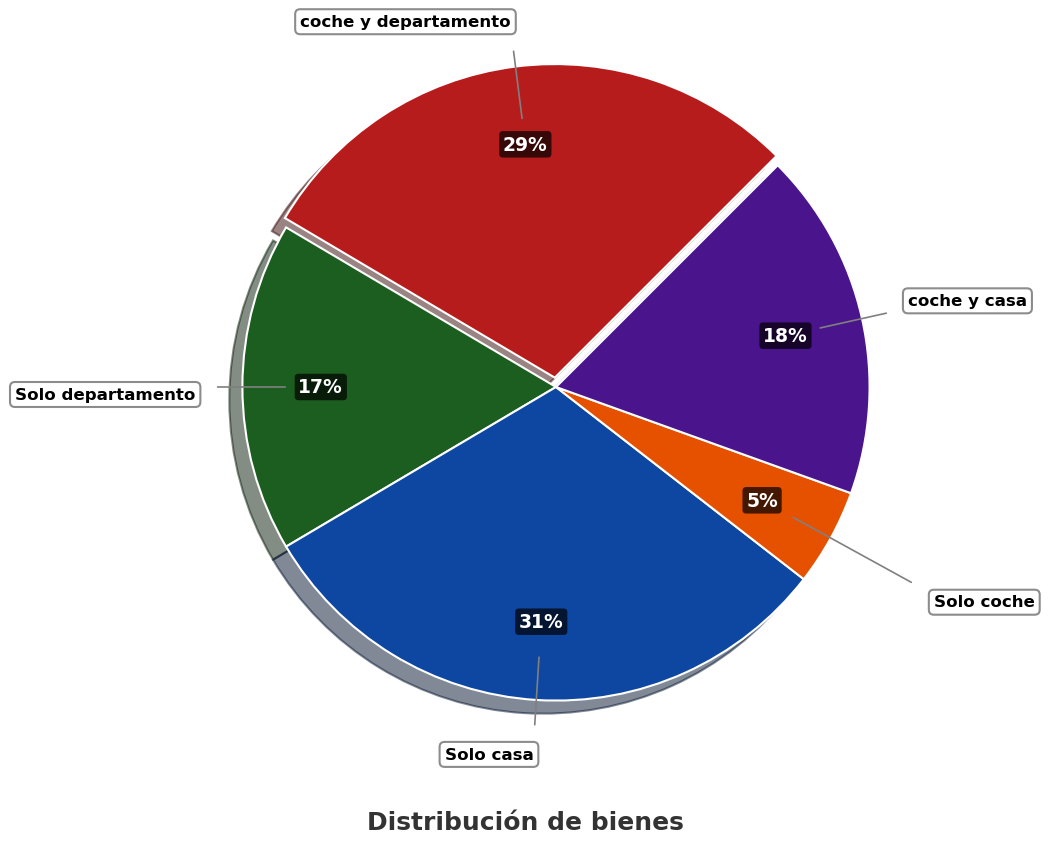 coche y departamento
29%
coche y casa
18%
Solo departamento
17%
5%
Solo coche
31%
Solo casa
Distribución de bienes